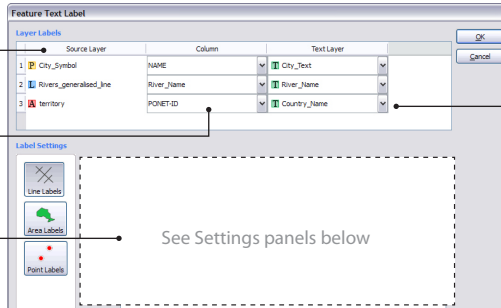 Feature Text Label
Layer Labels
Source Layer Column Text Layer
1 P City_Symbol NAME T City_Text
2 L Rivers_generalised_line River_Name T River_Name
3 A territory PONET-ID T Country_Name
OK
Cancel
Label Settings
Line Labels
Area Labels
Point Labels
See Settings panels below